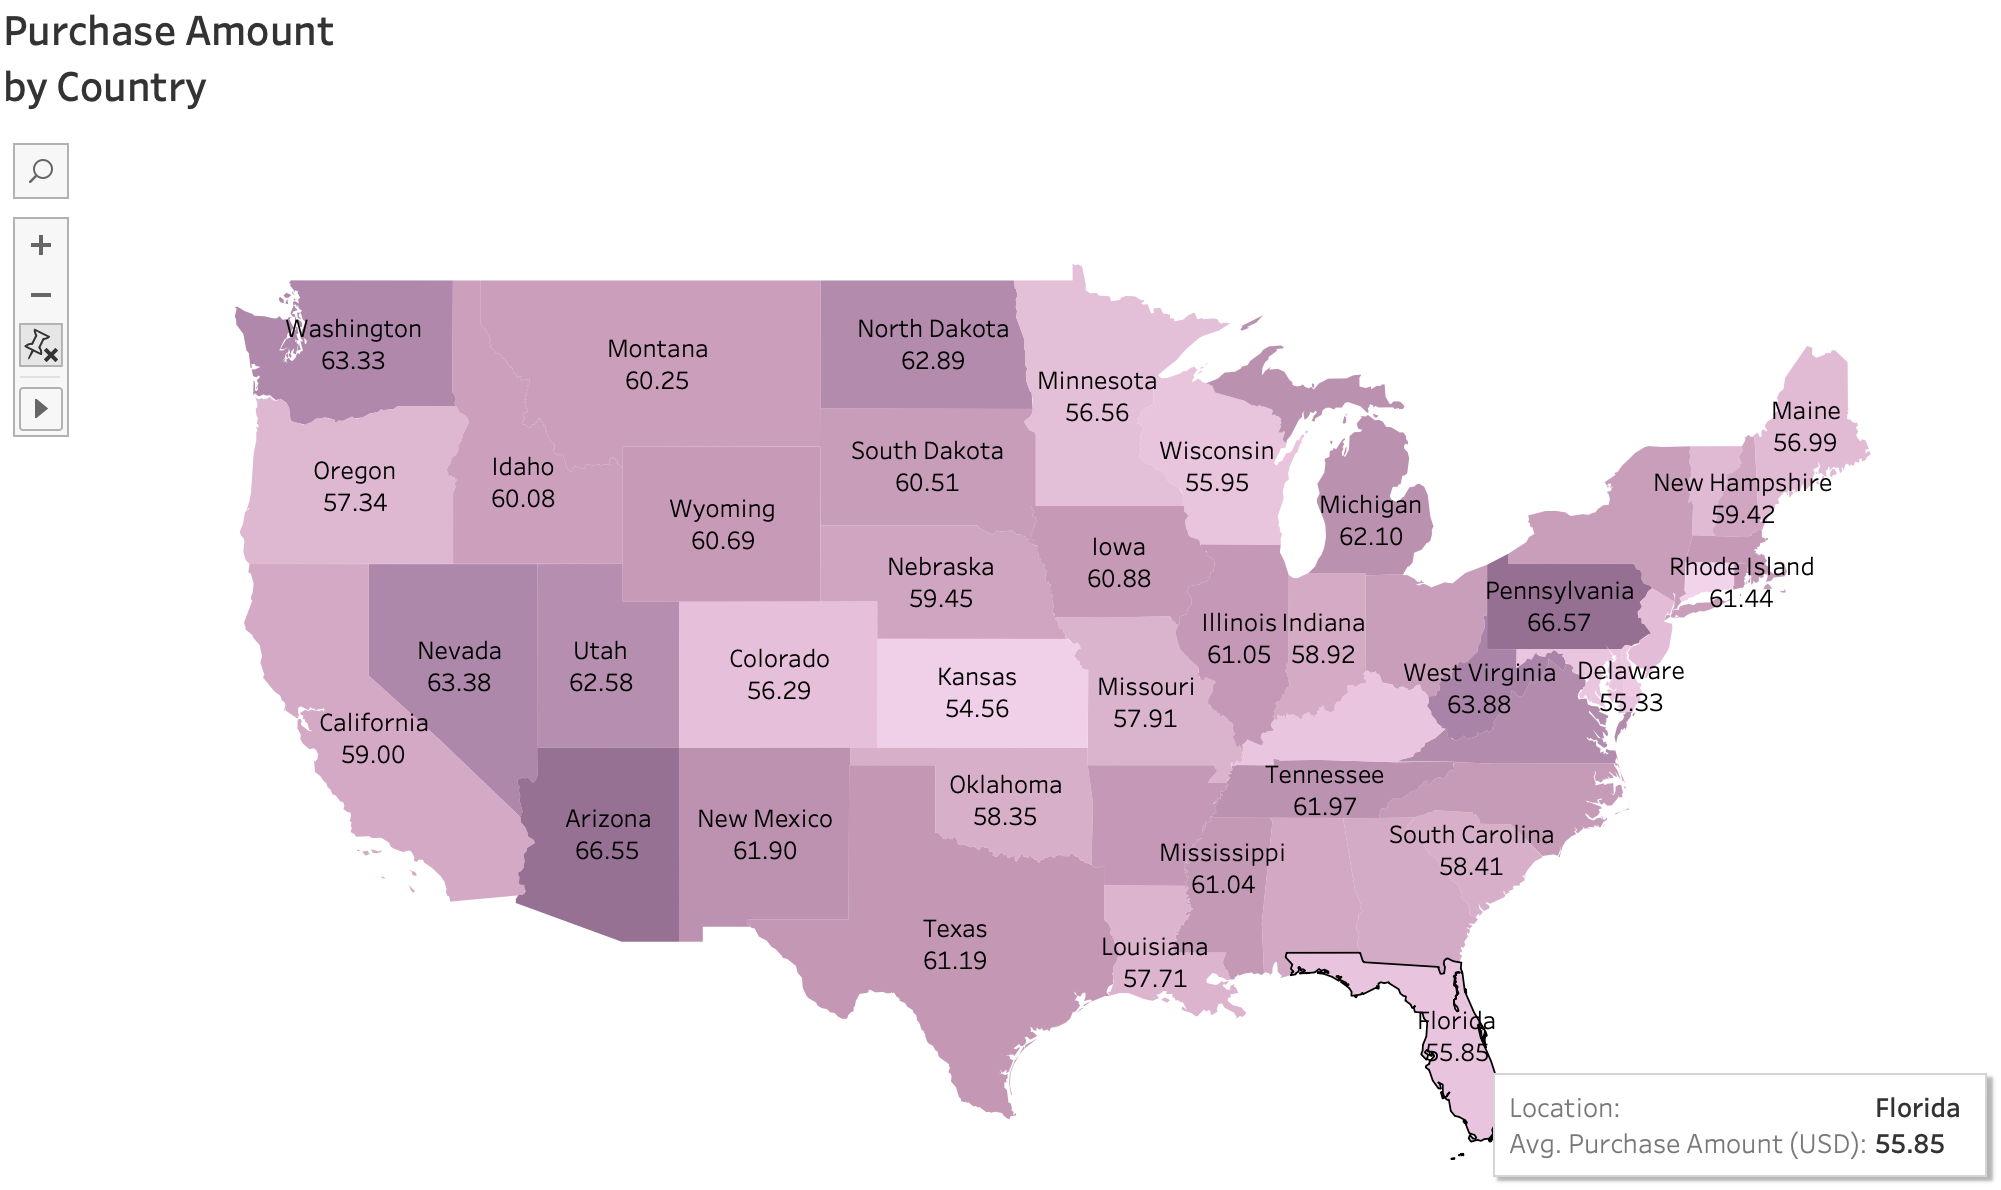 Purchase Amount
by Country
Washington
63.33
Montana
60.25
North Dakota
62.89
Minnesota
56.56
Maine
56.99
Oregon
57.34
Idaho
60.08
South Dakota
60.51
Wisconsin
55.95
Michigan
62.10
New Hampshire
59.42
Wyoming
60.69
Nebraska
59.45
Iowa
60.88
Pennsylvania
66.57
Rhode Island
61.44
Nevada
63.38
Utah
62.58
Colorado
56.29
Kansas
54.56
Missouri
57.91
Illinois
61.05
Indiana
58.92
West Virginia
63.88
Delaware
55.33
California
59.00
Arizona
66.55
New Mexico
61.90
Oklahoma
58.35
Tennessee
61.97
South Carolina
58.41
Mississippi
61.04
Texas
61.19
Louisiana
57.71
Florida
55.85
Location: Florida
Avg. Purchase Amount (USD): 55.85